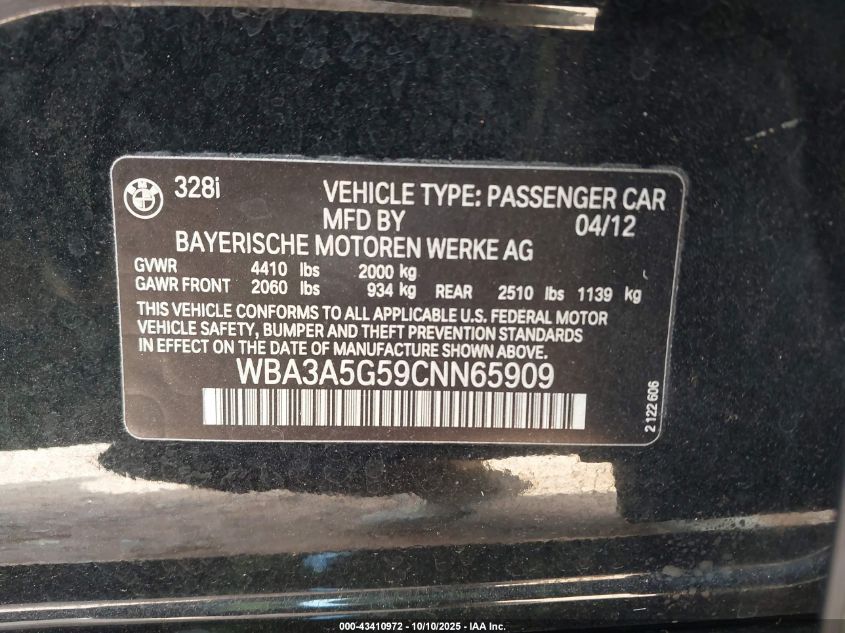 328i VEHICLE TYPE: PASSENGER CAR
MFD BY 04/12
BAYERISCHE MOTOREN WERKE AG
GVWR 4410 lbs 2000 kg
GAWR FRONT 2060 lbs 934 kg REAR 2510 lbs 1139 kg
THIS VEHICLE CONFORMS TO ALL APPLICABLE U.S. FEDERAL MOTOR
VEHICLE SAFETY, BUMPER AND THEFT PREVENTION STANDARDS
IN EFFECT ON THE DATE OF MANUFACTURE SHOWN ABOVE.
WBA3A5G59CNN65909
2 122 606
000-43410972 - 10/10/2025 - IAA Inc.